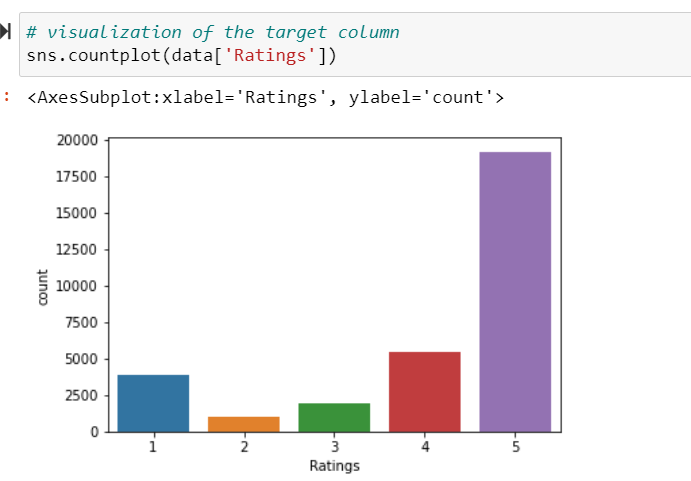 # visualization of the target column
sns.countplot(data['Ratings'])
: <AxesSubplot:xlabel='Ratings', ylabel='count'>
20000
17500
15000
12500
10000
7500
5000
2500
0
count
1 2 3 4 5
Ratings